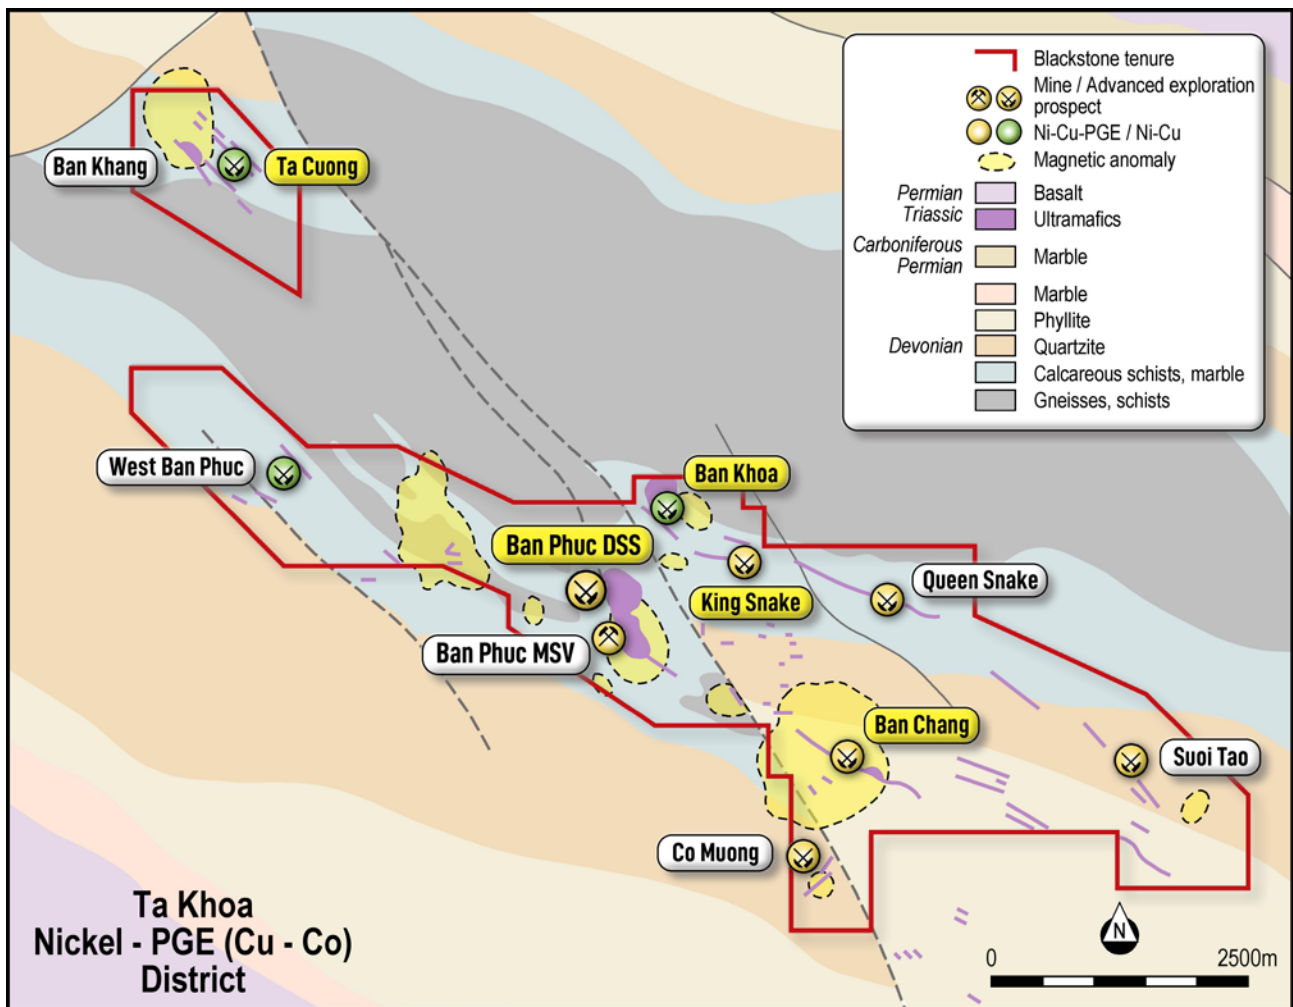 Blackstone tenure
Mine / Advanced exploration
prospect
Ni-Cu-PGE / Ni-Cu
Magnetic anomaly
Permian
Triassic
Basalt
Ultramafics
Carboniferous
Permian
Marble
Marble
Phyllite
Devonian
Quartzite
Calcareous schists, marble
Gneisses, schists
Ban Khang
Ta Cuong
West Ban Phuc
Ban Khoa
Ban Phuc DSS
King Snake
Queen Snake
Ban Phuc MSV
Ban Chang
Suoi Tao
Co Muong
Ta Khoa
Nickel - PGE (Cu - Co)
District
N
0 2500m